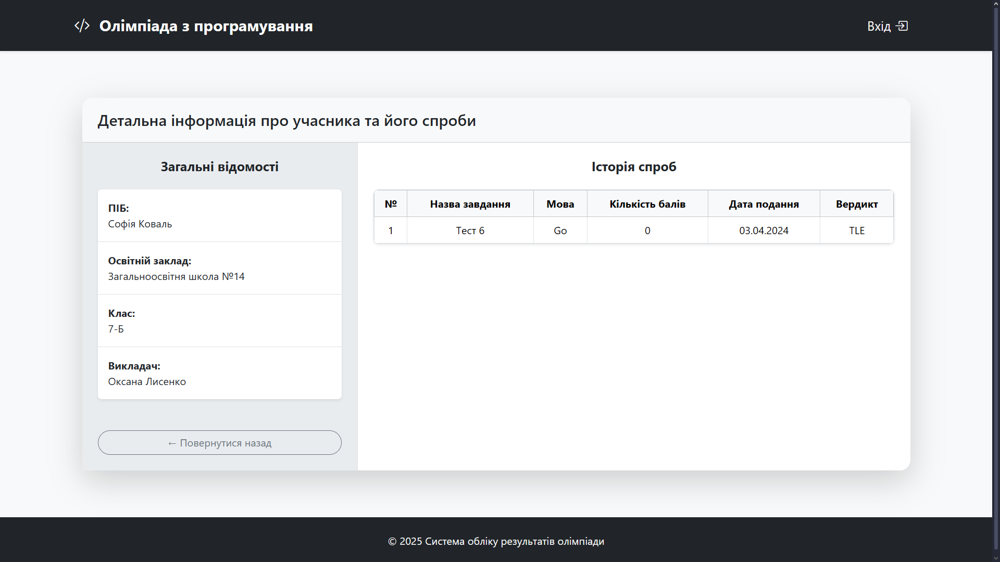 </> Олімпіада з програмування
Вхід
Детальна інформація про учасника та його спроби
Загальні відомості
ПІБ:
Софія Коваль
Освітній заклад:
Загальноосвітня школа №14
Клас:
7-Б
Викладач:
Оксана Лисенко
← Повернутися назад
Історія спроб
№ Назва завдання Мова Кількість балів Дата подання Вердикт
1 Тест 6 Go 0 03.04.2024 TLE
© 2025 Система обліку результатів олімпіади